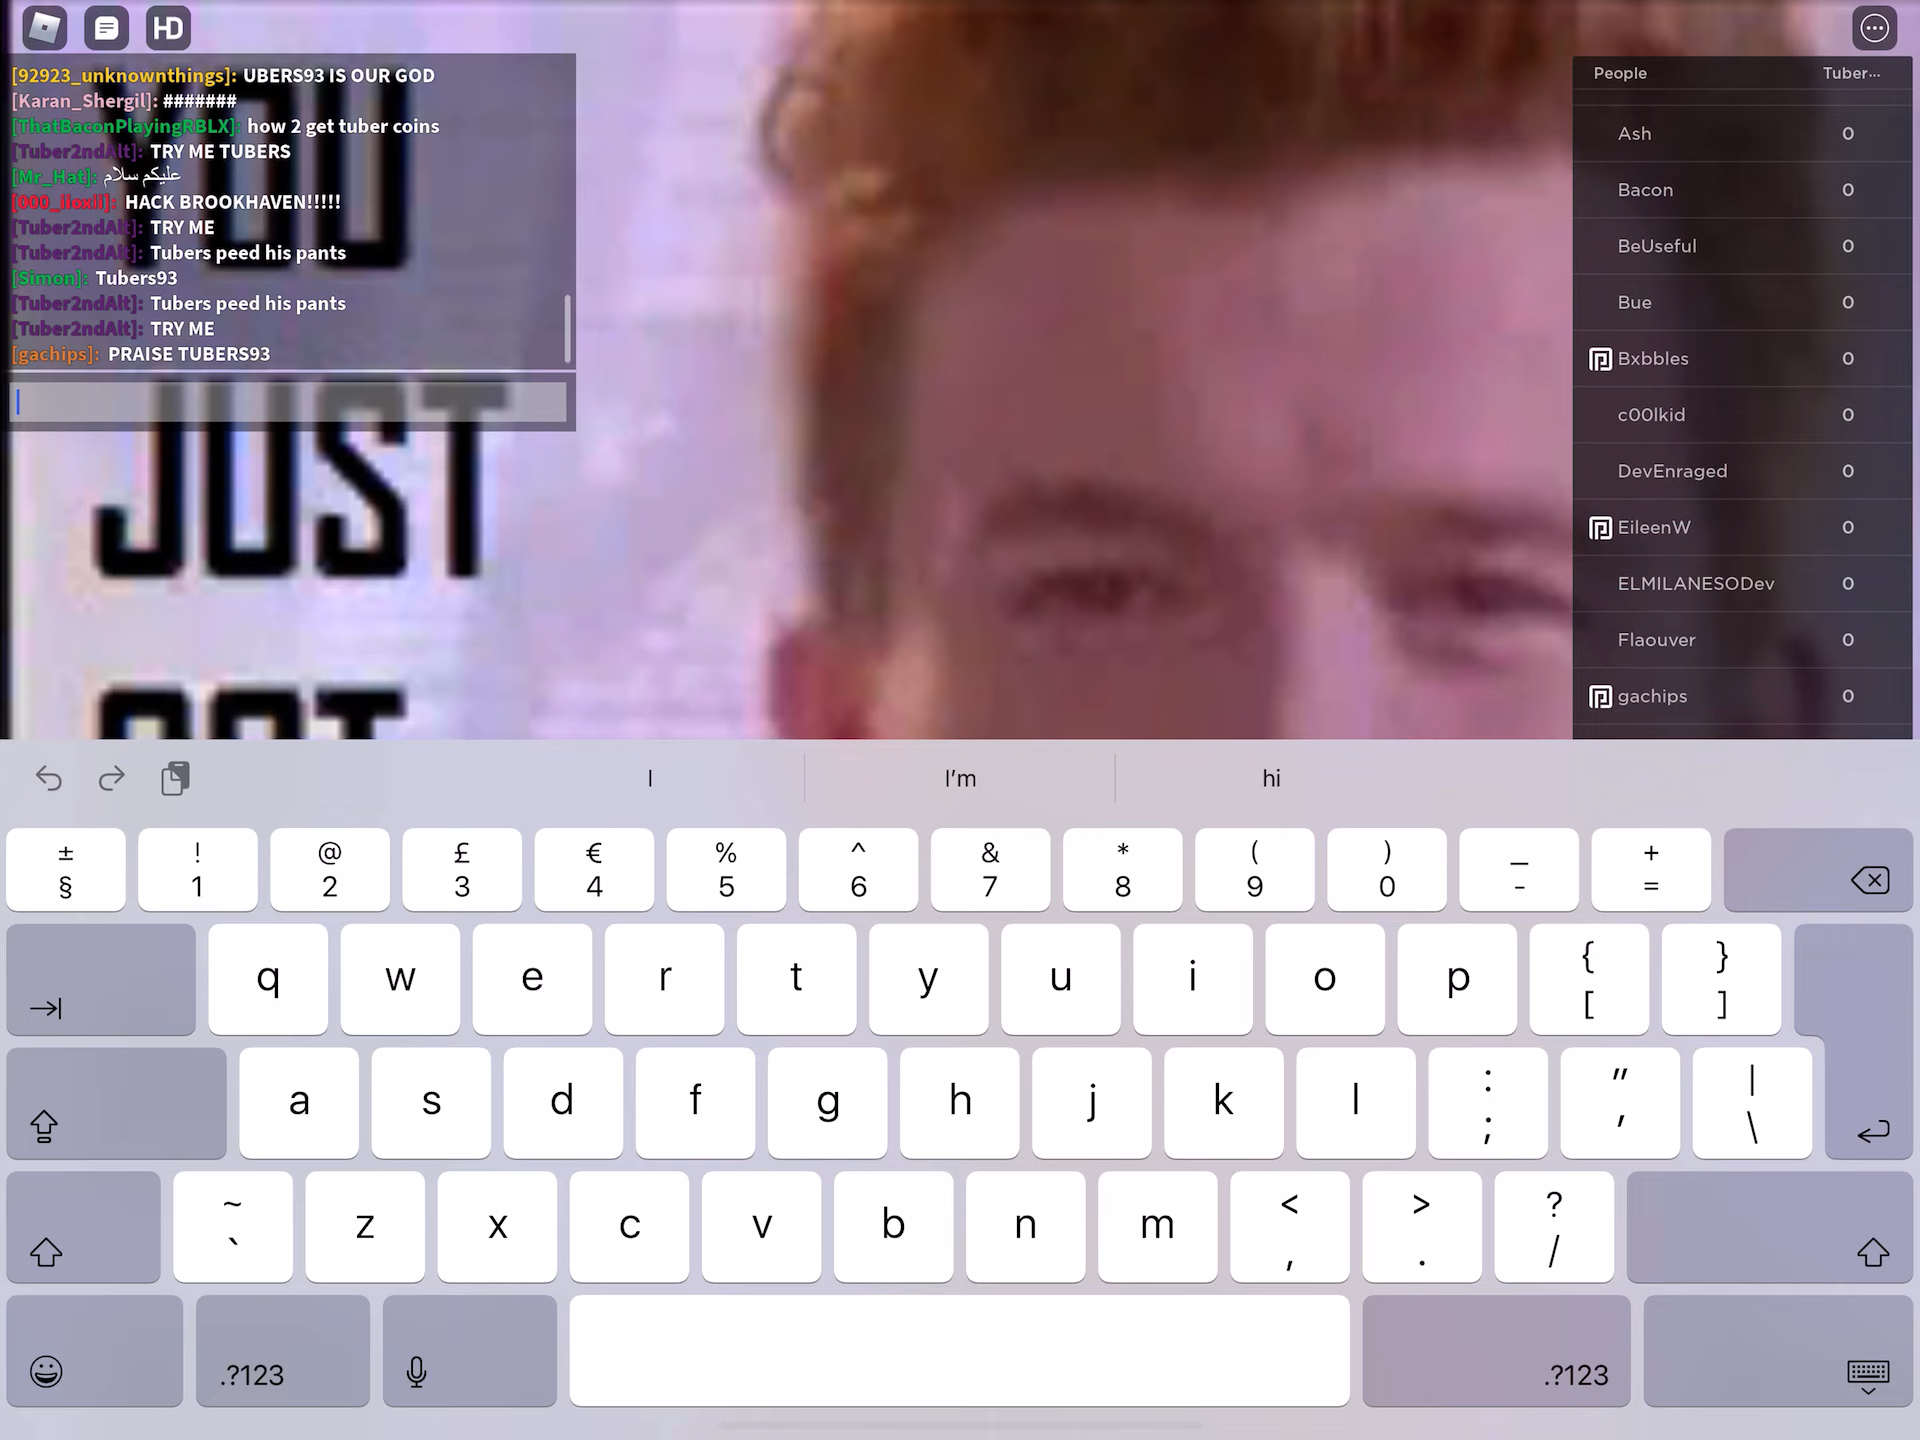 HD
[92923_unknownthings]: UBERS93 IS OUR GOD
[Karan_Shergil]: #######
[ThatBaconPlayingRBLX]: how 2 get tuber coins
[Tuber2ndAlt]: TRY ME TUBERS
[Mr_Hat]: عليكم سلام
[000_iioxii]: HACK BROOKHAVEN!!!!!
[Tuber2ndAlt]: TRY ME
[Tuber2ndAlt]: Tubers peed his pants
[Simon]: Tubers93
[Tuber2ndAlt]: Tubers peed his pants
[Tuber2ndAlt]: TRY ME
[gachips]: PRAISE TUBERS93
YOU
JUST
GOT
People Tuber...
Ash 0
Bacon 0
BeUseful 0
Bue 0
Bxbbles 0
c00lkid 0
DevEnraged 0
EileenW 0
ELMILANESODev 0
Flaouver 0
gachips 0
I I'm hi
± ! @ £ € % ^ & * ( ) _ +
§ 1 2 3 4 5 6 7 8 9 0 - =
q w e r t y u i o p { [ } ]
a s d f g h j k l : ; " ' | \
~ ` z x c v b n m < , > . ? /
.?123 .?123